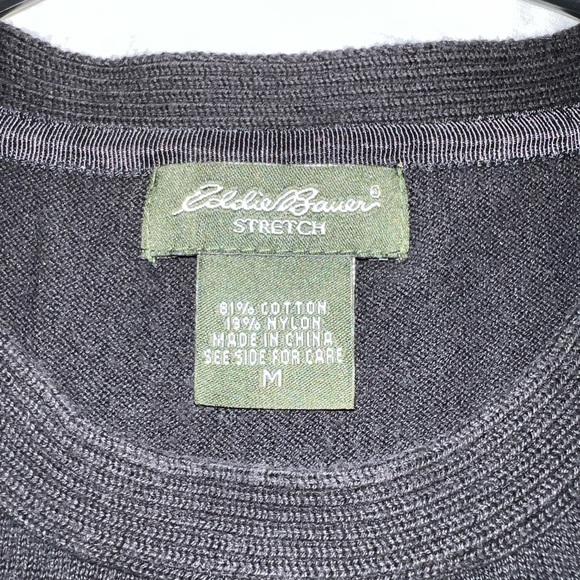 Eddie Bauer®
STRETCH
81% COTTON
19% NYLON
MADE IN CHINA
SEE SIDE FOR CARE
M